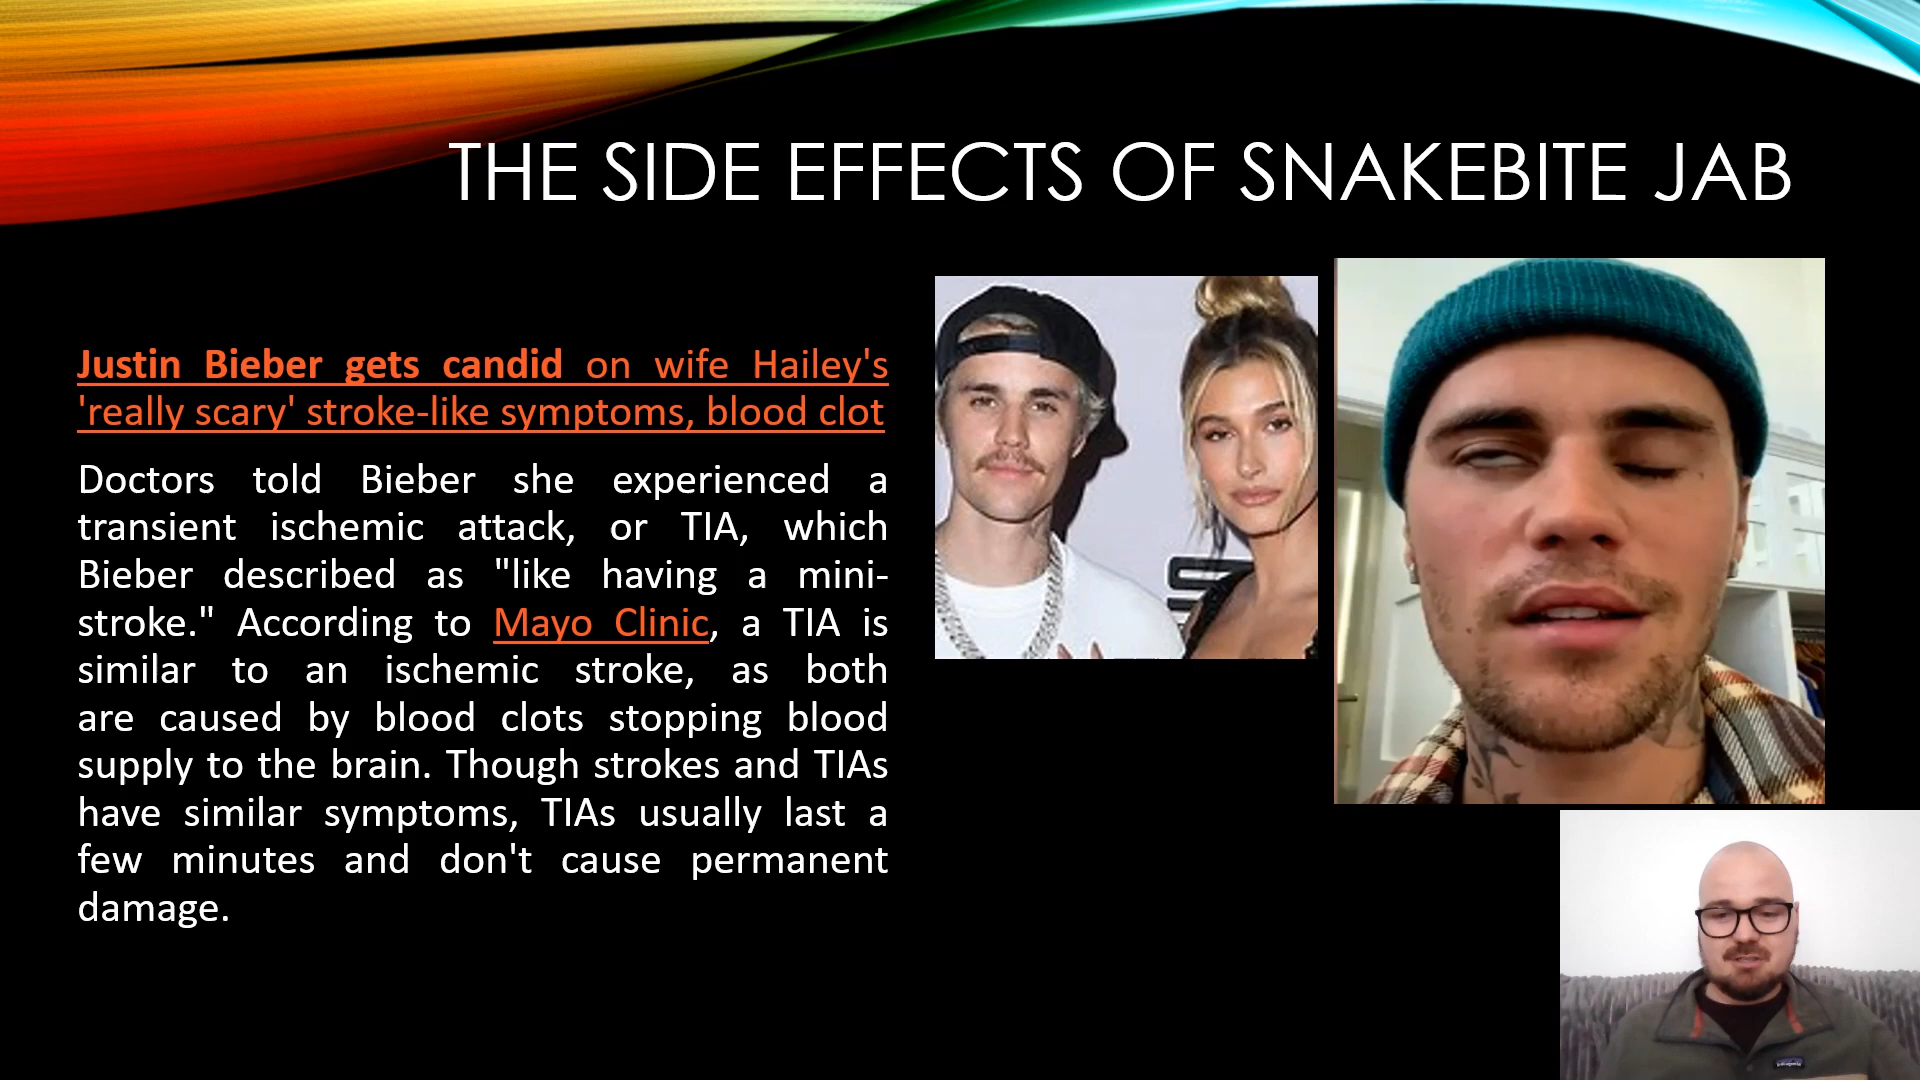 THE SIDE EFFECTS OF SNAKEBITE JAB
Justin Bieber gets candid on wife Hailey's
'really scary' stroke-like symptoms, blood clot
Doctors told Bieber she experienced a
transient ischemic attack, or TIA, which
Bieber described as "like having a mini-
stroke." According to Mayo Clinic, a TIA is
similar to an ischemic stroke, as both
are caused by blood clots stopping blood
supply to the brain. Though strokes and TIAs
have similar symptoms, TIAs usually last a
few minutes and don't cause permanent
damage.